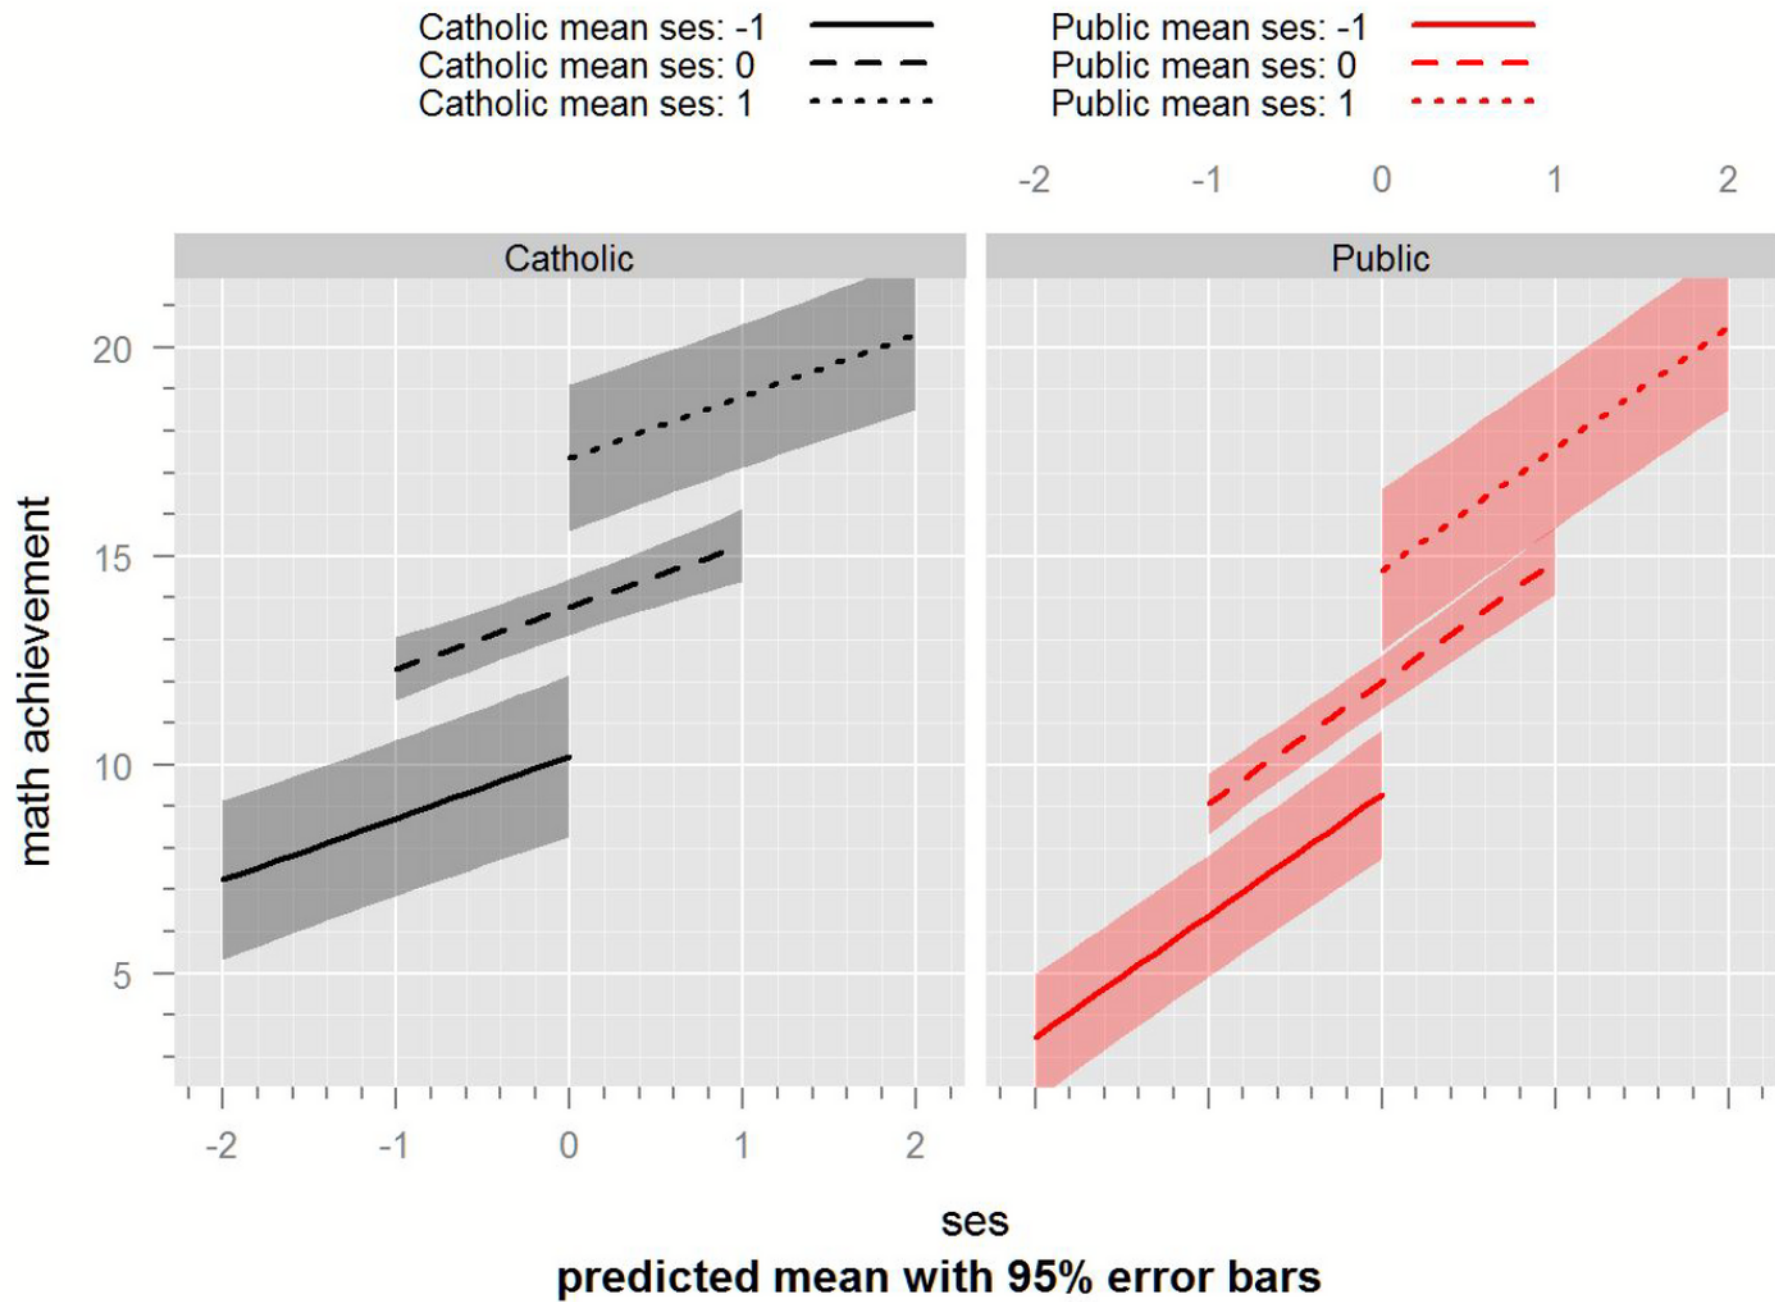 Catholic mean ses: -1
Catholic mean ses: 0
Catholic mean ses: 1
Public mean ses: -1
Public mean ses: 0
Public mean ses: 1
-2 -1 0 1 2
Catholic
Public
math achievement
20
15
10
5
-2 -1 0 1 2
ses
predicted mean with 95% error bars